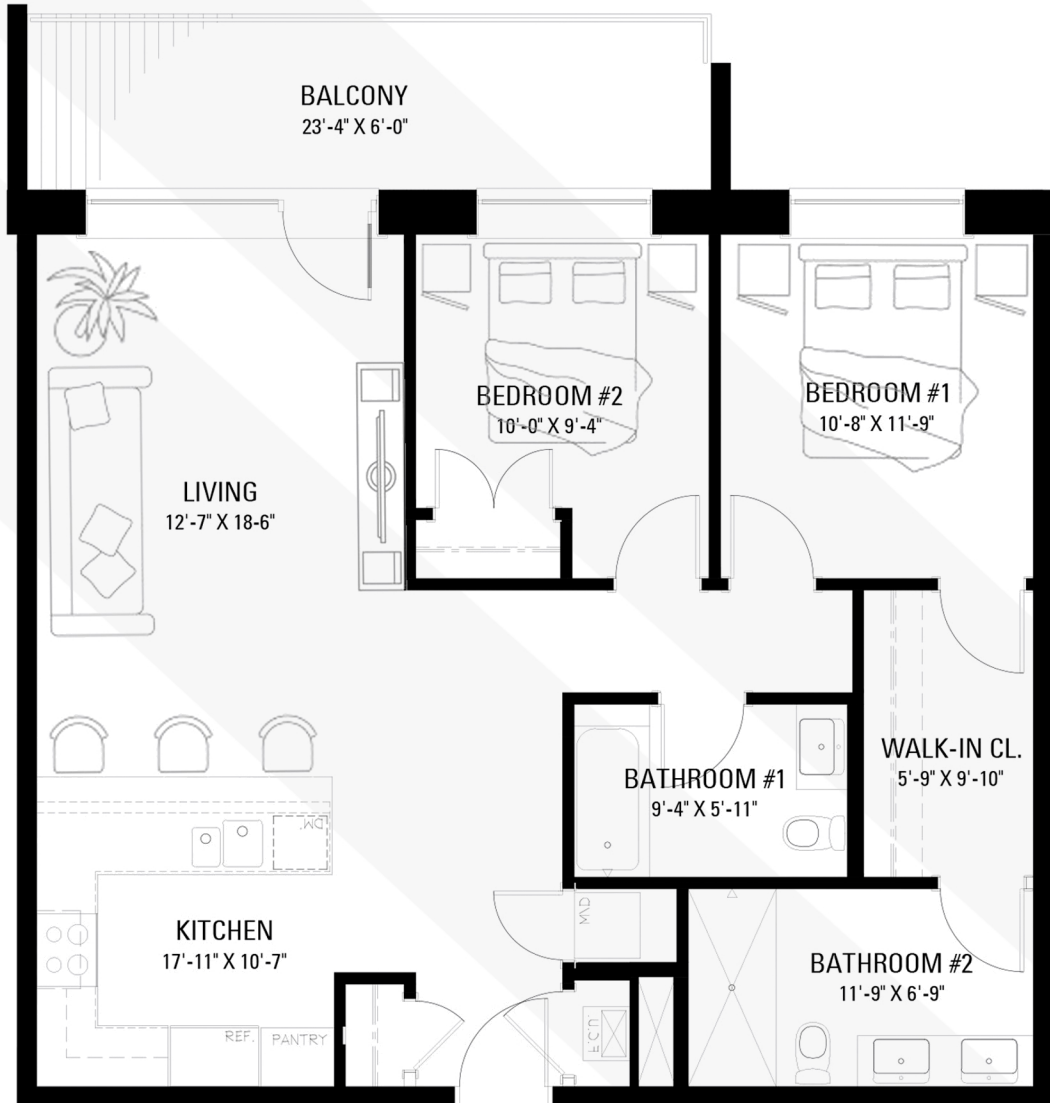 BALCONY
23'-4" X 6'-0"
BEDROOM #2
10'-0" X 9'-4"
BEDROOM #1
10'-8" X 11'-9"
LIVING
12'-7" X 18-6"
WALK-IN CL.
5'-9" X 9'-10"
BATHROOM #1
9'-4" X 5'-11"
DW.
KITCHEN
17'-11" X 10'-7"
W\D
BATHROOM #2
11'-9" X 6'-9"
REF.
PANTRY